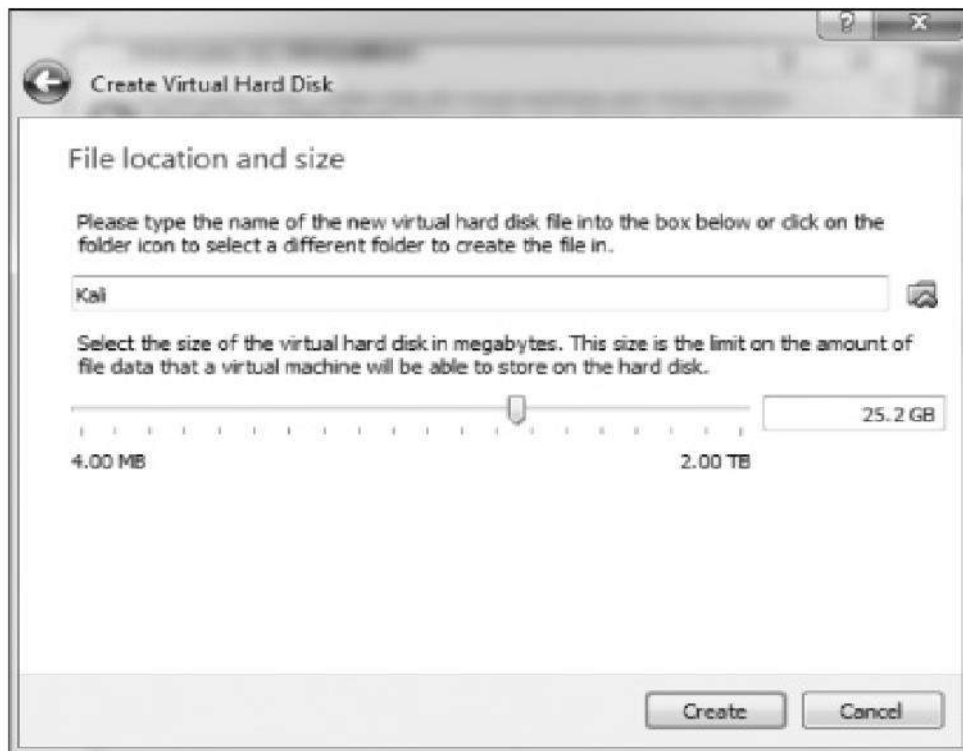 ?
x
Create Virtual Hard Disk
File location and size
Please type the name of the new virtual hard disk file into the box below or click on the
folder icon to select a different folder to create the file in.
Kali
Select the size of the virtual hard disk in megabytes. This size is the limit on the amount of
file data that a virtual machine will be able to store on the hard disk.
25.2 GB
4.00 MB
2.00 TB
Create
Cancel